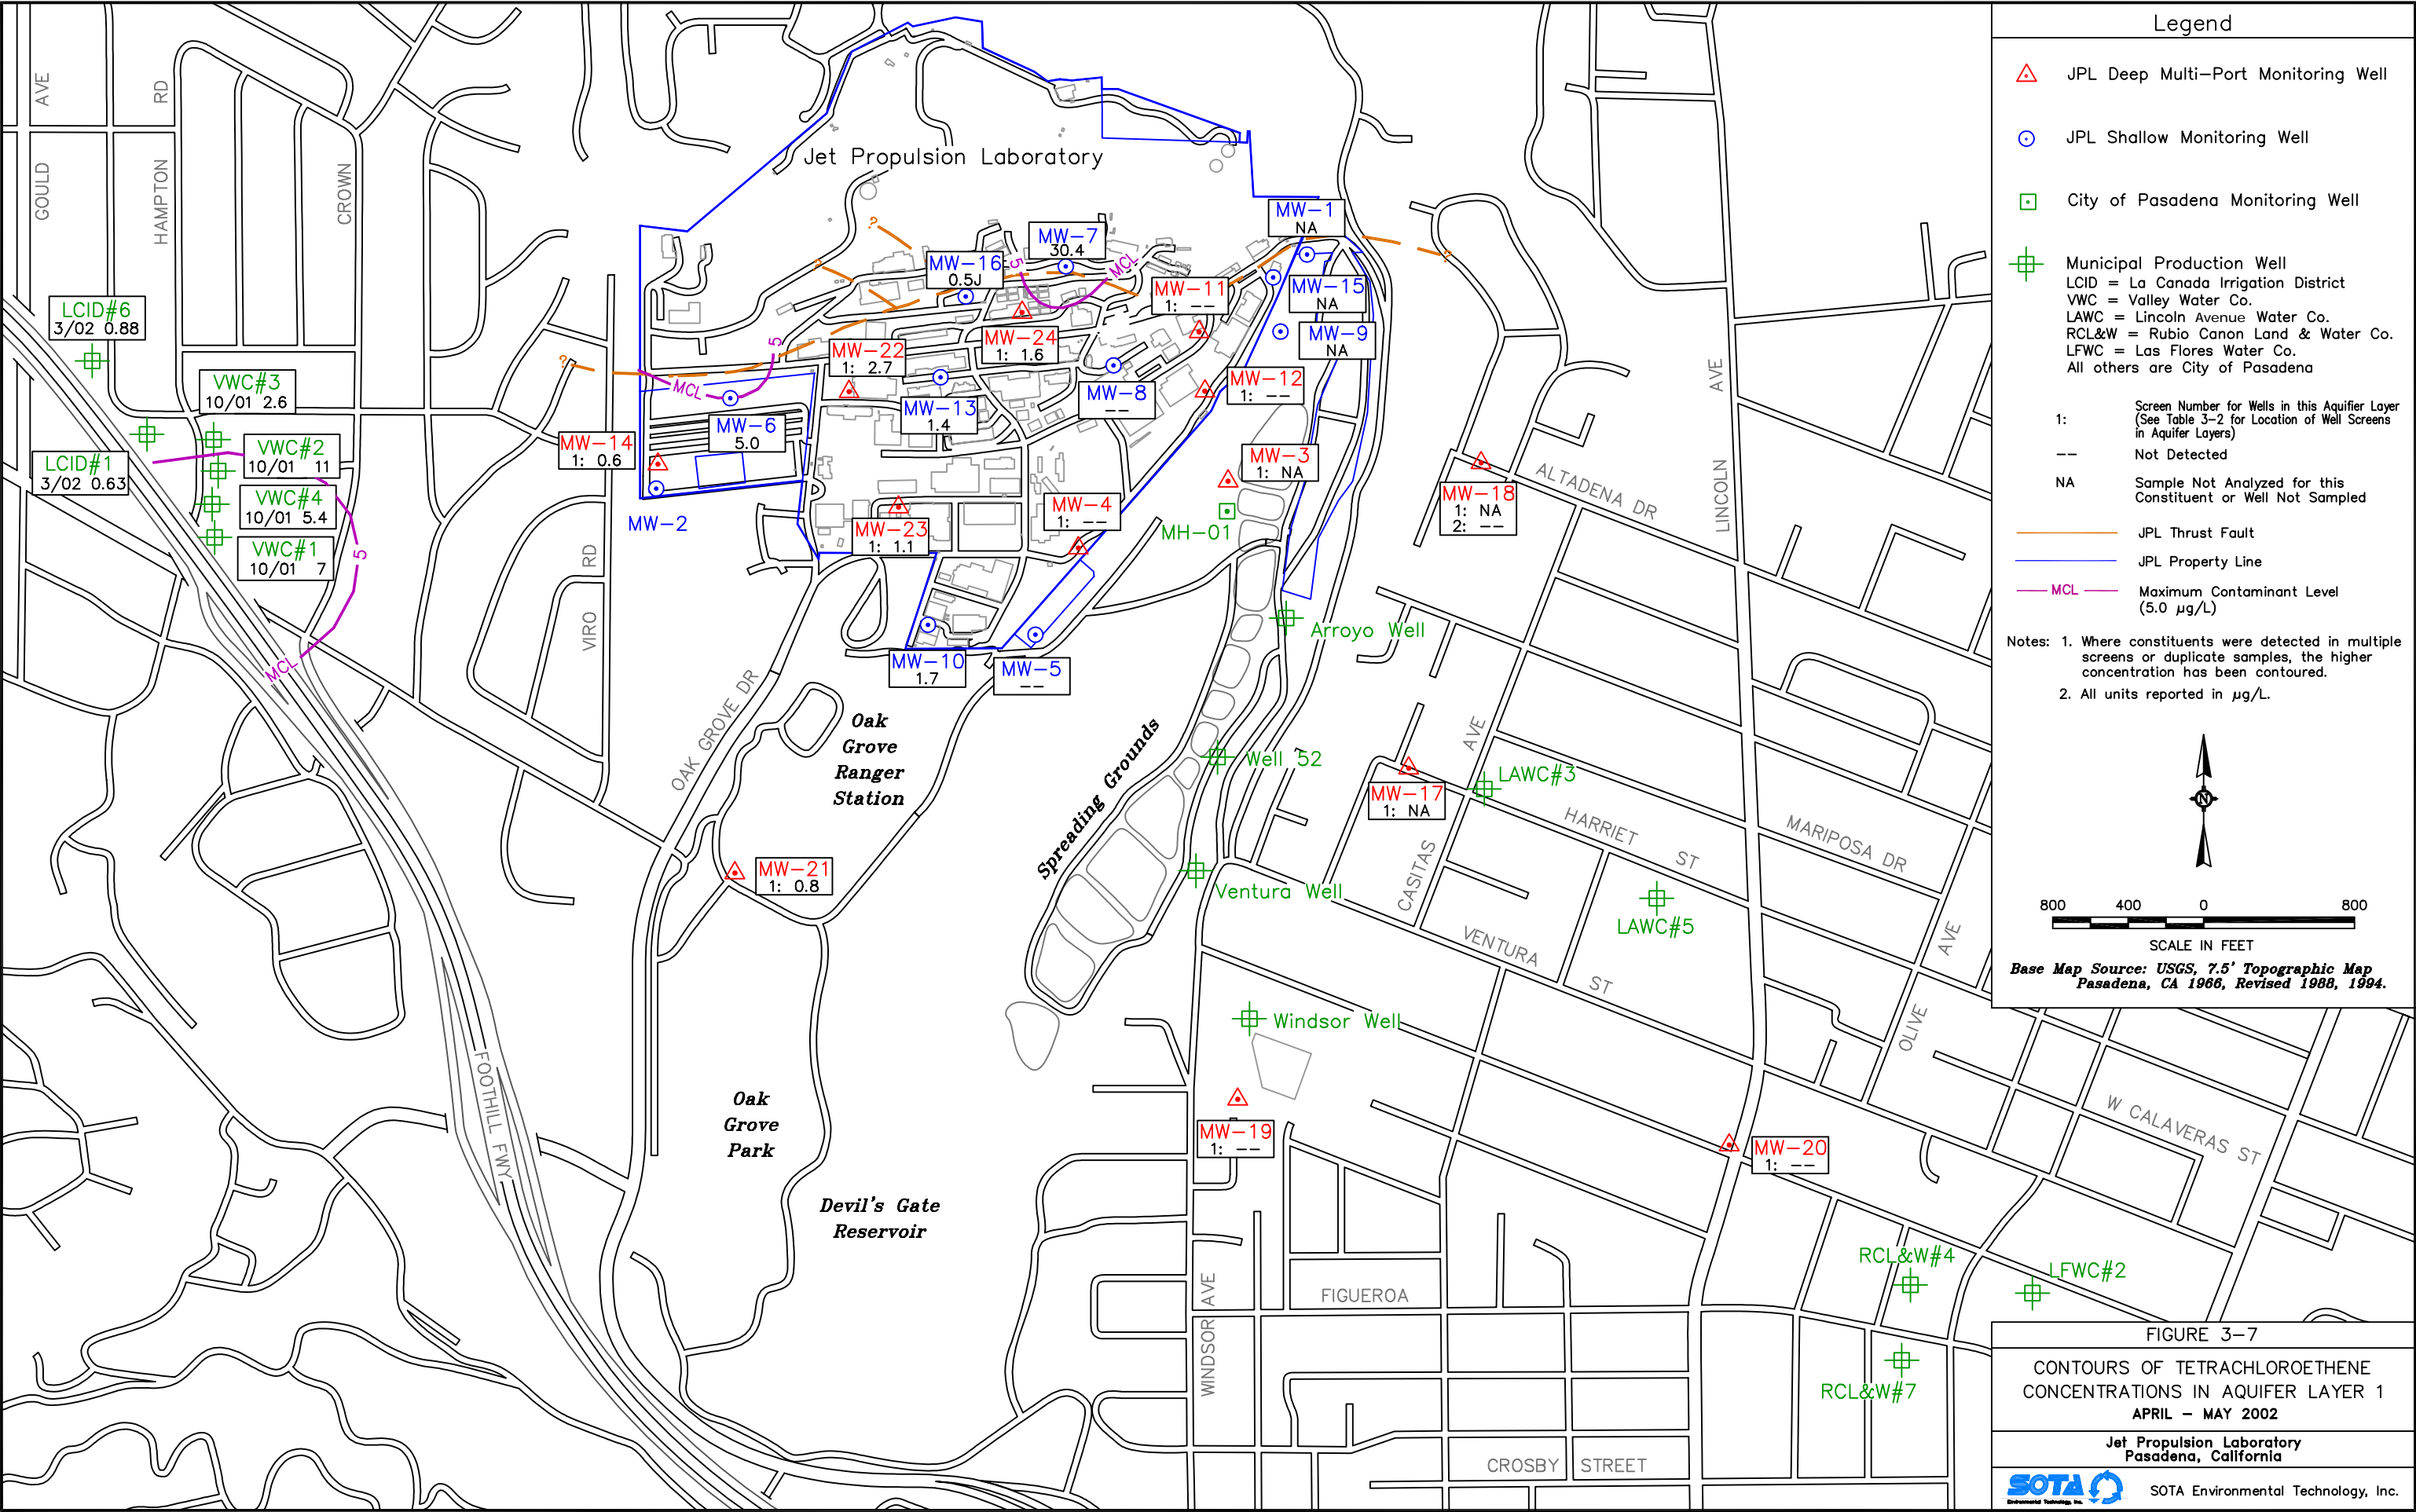 Legend
JPL Deep Multi-Port Monitoring Well
JPL Shallow Monitoring Well
City of Pasadena Monitoring Well
Municipal Production Well
LCID = La Canada Irrigation District
VWC = Valley Water Co.
LAWC = Lincoln Avenue Water Co.
RCL&W = Rubio Canon Land & Water Co.
LFWC = Las Flores Water Co.
All others are City of Pasadena
1: Screen Number for Wells in this Aquifer Layer
(See Table 3-2 for Location of Well Screens
in Aquifer Layers)
-- Not Detected
NA Sample Not Analyzed for this
Constituent or Well Not Sampled
JPL Thrust Fault
JPL Property Line
MCL Maximum Contaminant Level
(5.0 µg/L)
Notes: 1. Where constituents were detected in multiple
screens or duplicate samples, the higher
concentration has been contoured.
2. All units reported in µg/L.
N
800 400 0 800
SCALE IN FEET
Base Map Source: USGS, 7.5' Topographic Map
Pasadena, CA 1966, Revised 1988, 1994.
FIGURE 3-7
CONTOURS OF TETRACHLOROETHENE
CONCENTRATIONS IN AQUIFER LAYER 1
APRIL - MAY 2002
Jet Propulsion Laboratory
Pasadena, California
SOTA
Environmental Technology, Inc.
SOTA Environmental Technology, Inc.
GOULD AVE
HAMPTON RD
CROWN
Jet Propulsion Laboratory
MW-1
NA
MW-7
30.4
MW-16
0.5J
MW-11
1: --
MW-15
NA
MW-9
NA
MW-24
1: 1.6
MW-22
1: 2.7
MW-12
1: --
MW-8
--
MW-13
1.4
MW-6
5.0
MW-14
1: 0.6
MW-2
MW-3
1: NA
MW-4
1: --
MW-23
1: 1.1
MH-01
MW-18
1: NA
2: --
MW-10
1.7
MW-5
--
MW-17
1: NA
MW-21
1: 0.8
MW-19
1: --
MW-20
1: --
LCID#6
3/02 0.88
VWC#3
10/01 2.6
VWC#2
10/01 11
LCID#1
3/02 0.63
VWC#4
10/01 5.4
VWC#1
10/01 7
5
MCL
5
MCL
5
MCL
?
?
?
?
Arroyo Well
Well 52
Ventura Well
Windsor Well
LAWC#3
LAWC#5
RCL&W#4
LFWC#2
RCL&W#7
VIRO RD
OAK GROVE DR
Oak
Grove
Ranger
Station
Spreading Grounds
Oak
Grove
Park
Devil's Gate
Reservoir
FOOTHILL FWY
ALTADENA DR
LINCOLN AVE
CASITAS AVE
HARRIET ST
MARIPOSA DR
VENTURA ST
OLIVE AVE
W CALAVERAS ST
WINDSOR AVE
FIGUEROA
CROSBY STREET